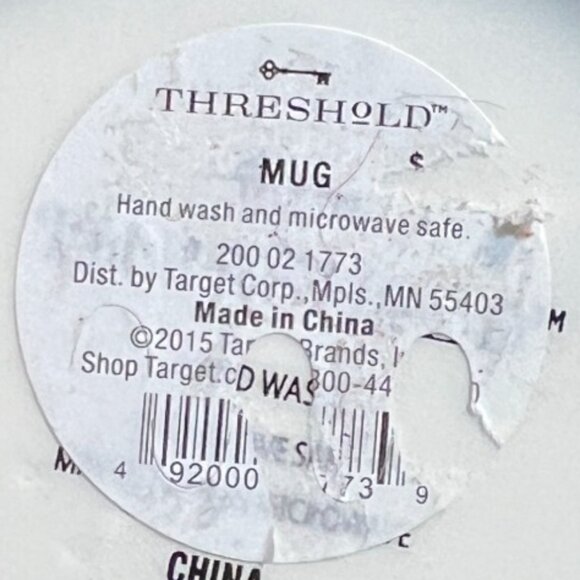 THRESHOLD™
$
MUG
Hand wash and microwave safe.
200 02 1773
Dist. by Target Corp.,Mpls.,MN 55403
Made in China
M
©2015 Tar Brands, I
Shop Target.c D WAS 800-44
4 92000 73 9
CHINA